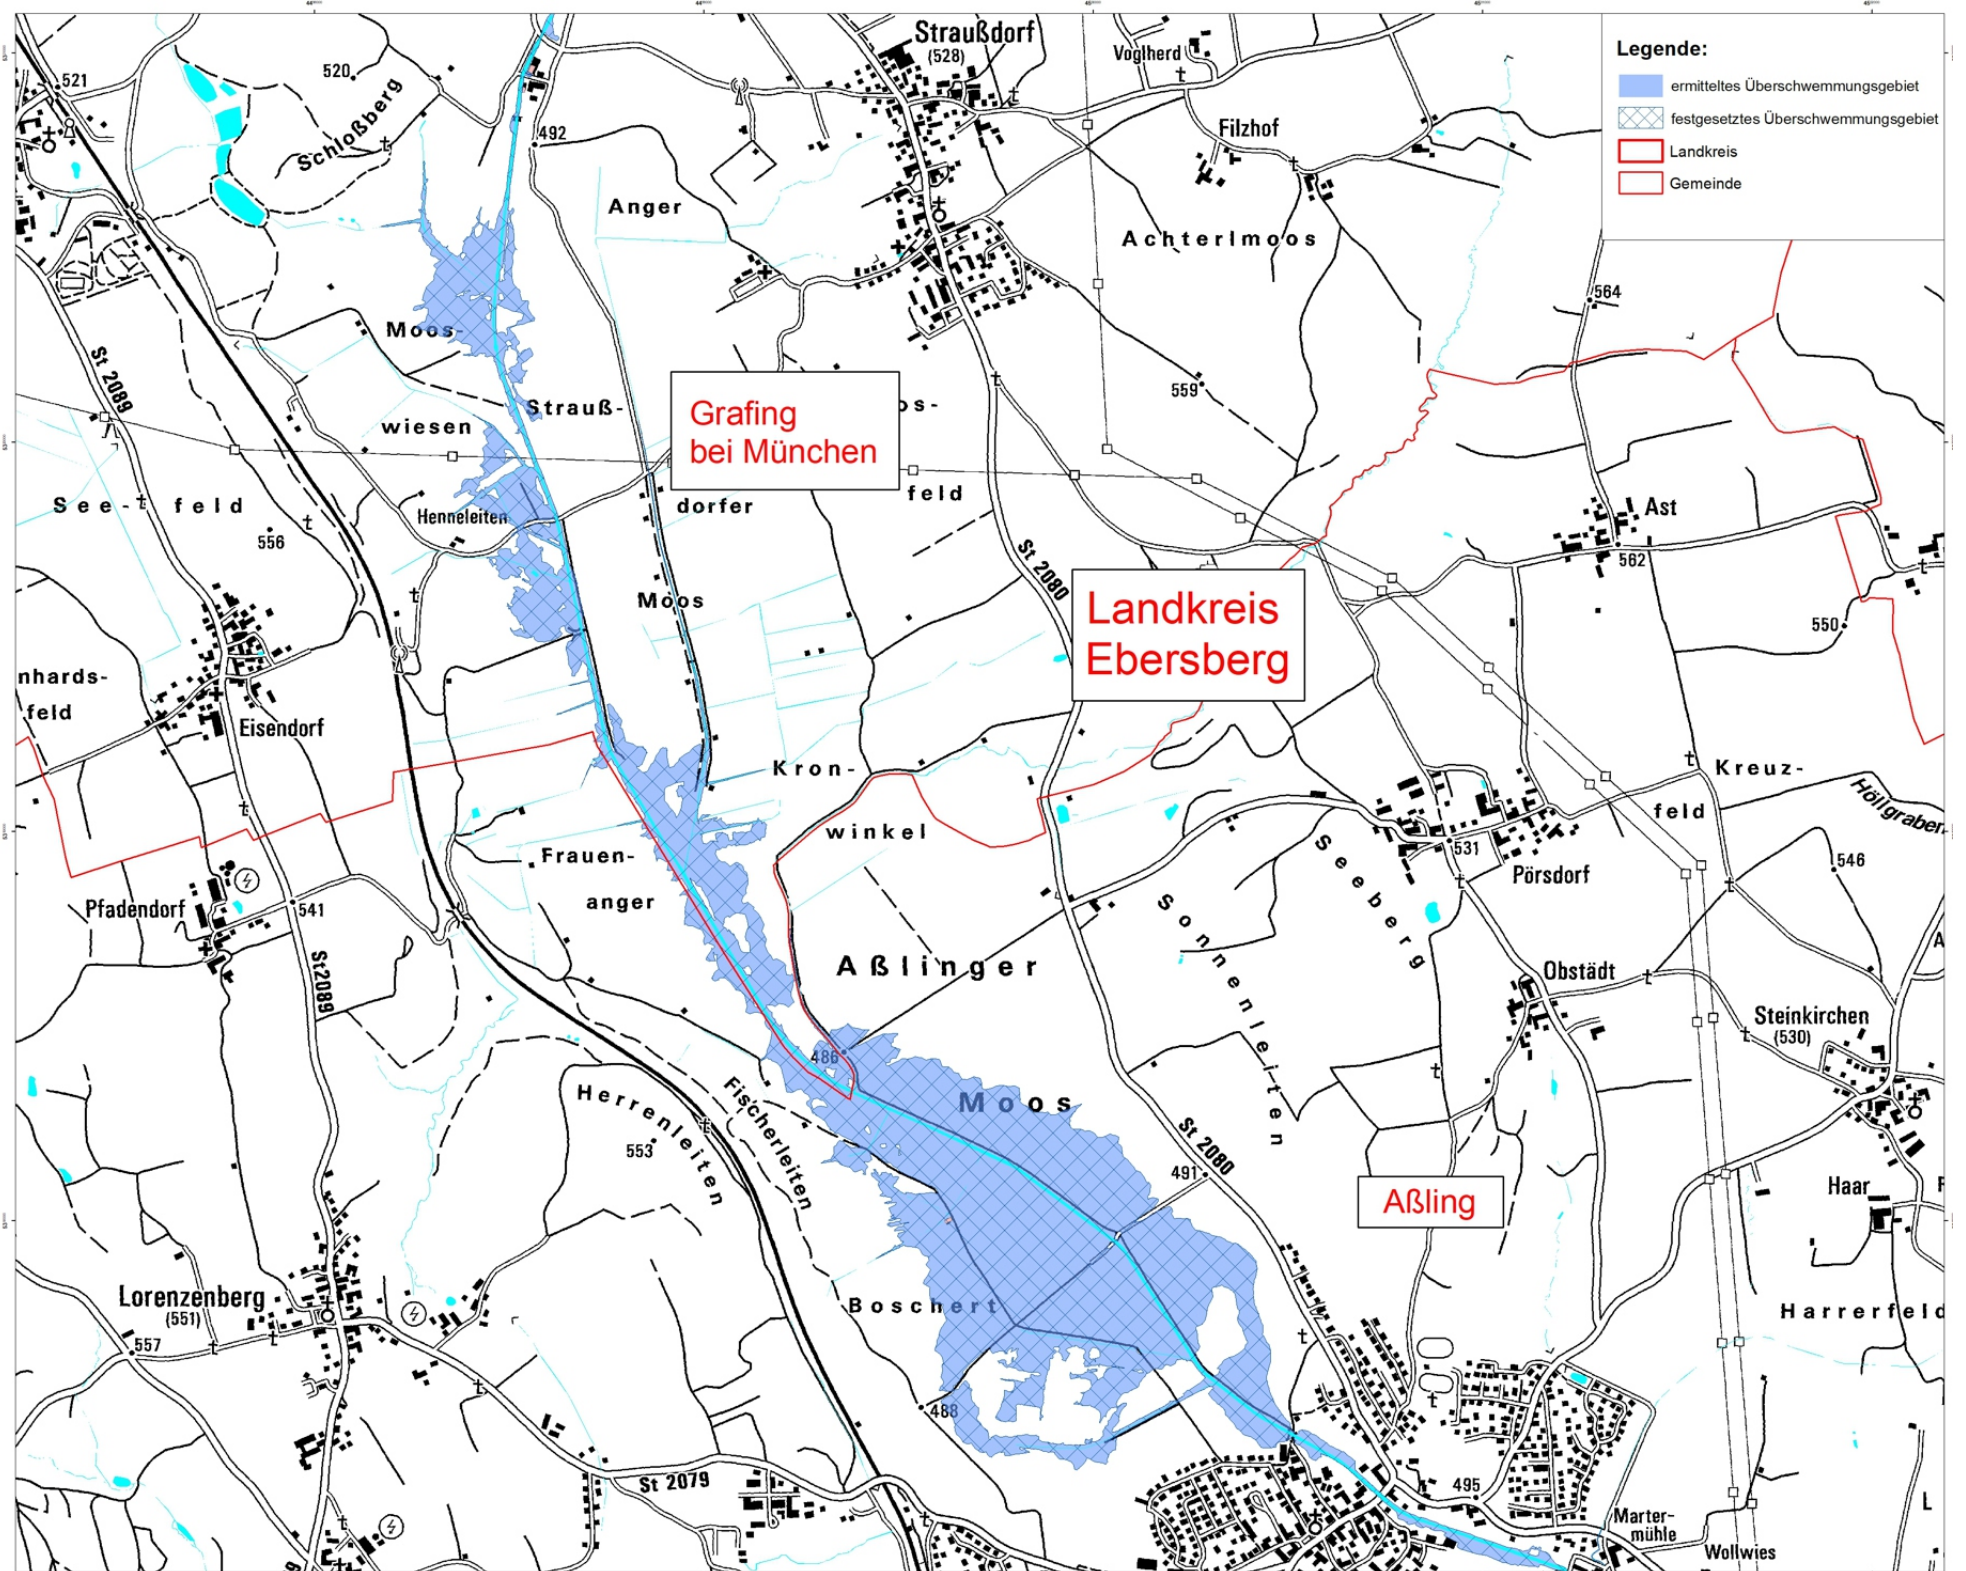 Straußdorf
(528)
Voglherd
Legende:
ermitteltes Überschwemmungsgebiet
festgesetztes Überschwemmungsgebiet
Landkreis
Gemeinde
521
520
Schloßberg
492
Filzhof
Anger
Achterlmoos
564
Moos-
St 2089
559
Strauß-
wiesen
Grafing
bei München
os-
feld
dorfer
See- feld
Henneleiten
556
Ast
562
St 2080
Moos
Landkreis
Ebersberg
550
nhards-
feld
Eisendorf
Kron-
winkel
Kreuz-
feld
Höllgraben
Frauen-
anger
Seeberg
531
Pörsdorf
546
Pfadendorf
541
St2089
Sonnenleiten
Aßlinger
Moos
Obstädt
A
Steinkirchen
(530)
486
Herrenleiten
Fischerleiten
553
St 2080
491
Aßling
Haar
F
Lorenzenberg
(551)
557
Boschert
Harrerfeld
488
St 2079
495
Marter-
mühle
Wollwies
L
9